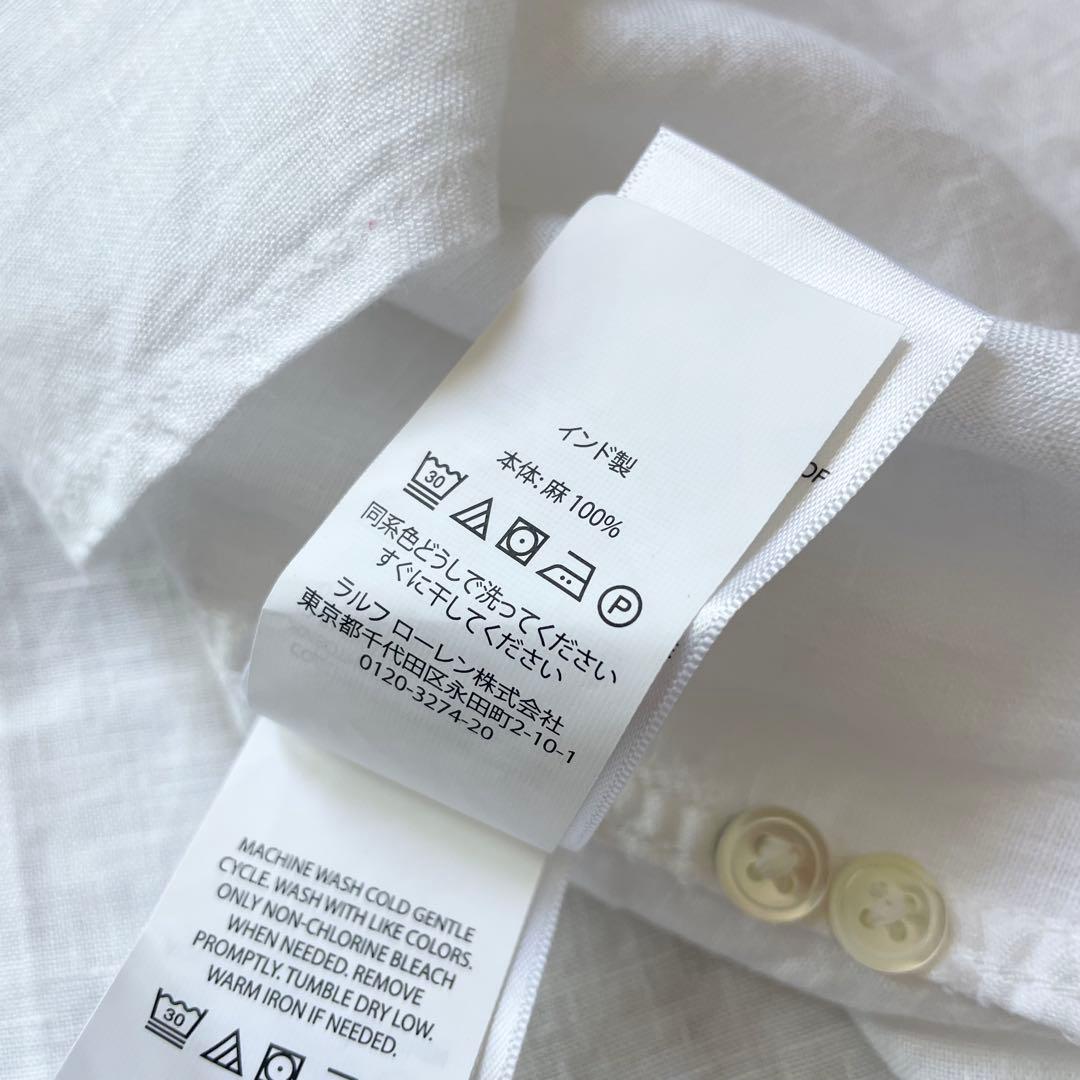 インド製
本体: 麻 100%
30 P
同系色どうしで洗ってください
すぐに干してください
ラルフ ローレン株式会社
東京都千代田区永田町2-10-1
0120-3274-20
OF
MACHINE WASH COLD GENTLE
CYCLE. WASH WITH LIKE COLORS.
ONLY NON-CHLORINE BLEACH
WHEN NEEDED. REMOVE
PROMPTLY. TUMBLE DRY LOW.
WARM IRON IF NEEDED.
30